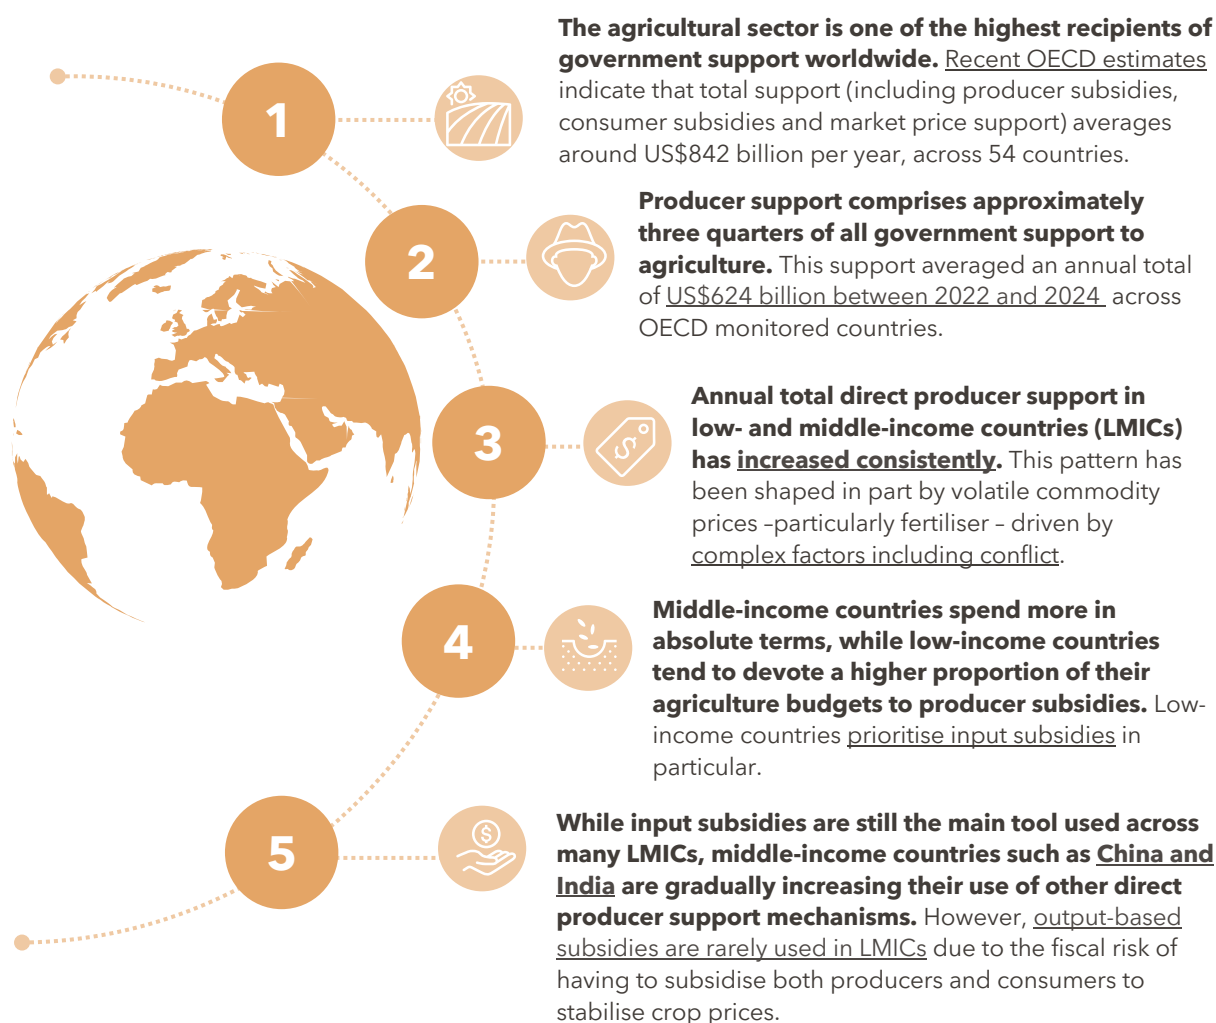 1
The agricultural sector is one of the highest recipients of
government support worldwide. Recent OECD estimates
indicate that total support (including producer subsidies,
consumer subsidies and market price support) averages
around US$842 billion per year, across 54 countries.
2
Producer support comprises approximately
three quarters of all government support to
agriculture. This support averaged an annual total
of US$624 billion between 2022 and 2024 across
OECD monitored countries.
3
Annual total direct producer support in
low- and middle-income countries (LMICs)
has increased consistently. This pattern has
been shaped in part by volatile commodity
prices –particularly fertiliser – driven by
complex factors including conflict.
4
Middle-income countries spend more in
absolute terms, while low-income countries
tend to devote a higher proportion of their
agriculture budgets to producer subsidies. Low-
income countries prioritise input subsidies in
particular.
5
While input subsidies are still the main tool used across
many LMICs, middle-income countries such as China and
India are gradually increasing their use of other direct
producer support mechanisms. However, output-based
subsidies are rarely used in LMICs due to the fiscal risk of
having to subsidise both producers and consumers to
stabilise crop prices.